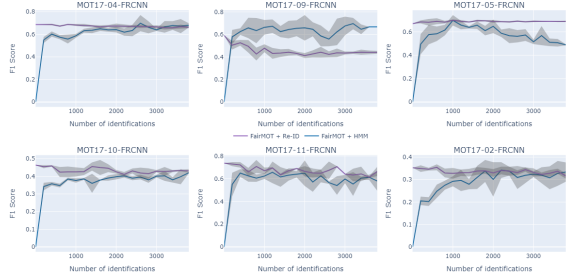 MOT17-04-FRCNN
MOT17-09-FRCNN
MOT17-05-FRCNN
F1 Score
0.8
0.6
0.4
0.2
0
1000 2000 3000
Number of identifications
F1 Score
0.8
0.6
0.4
0.2
0
1000 2000 3000
Number of identifications
F1 Score
0.6
0.4
0.2
0
1000 2000 3000
Number of identifications
FairMOT + Re-ID
FairMOT + HMM
MOT17-10-FRCNN
MOT17-11-FRCNN
MOT17-02-FRCNN
F1 Score
0.5
0.4
0.3
0.2
0.1
0
1000 2000 3000
Number of identifications
F1 Score
0.8
0.6
0.4
0.2
0
1000 2000 3000
Number of identifications
F1 Score
0.4
0.3
0.2
0.1
0
1000 2000 3000
Number of identifications